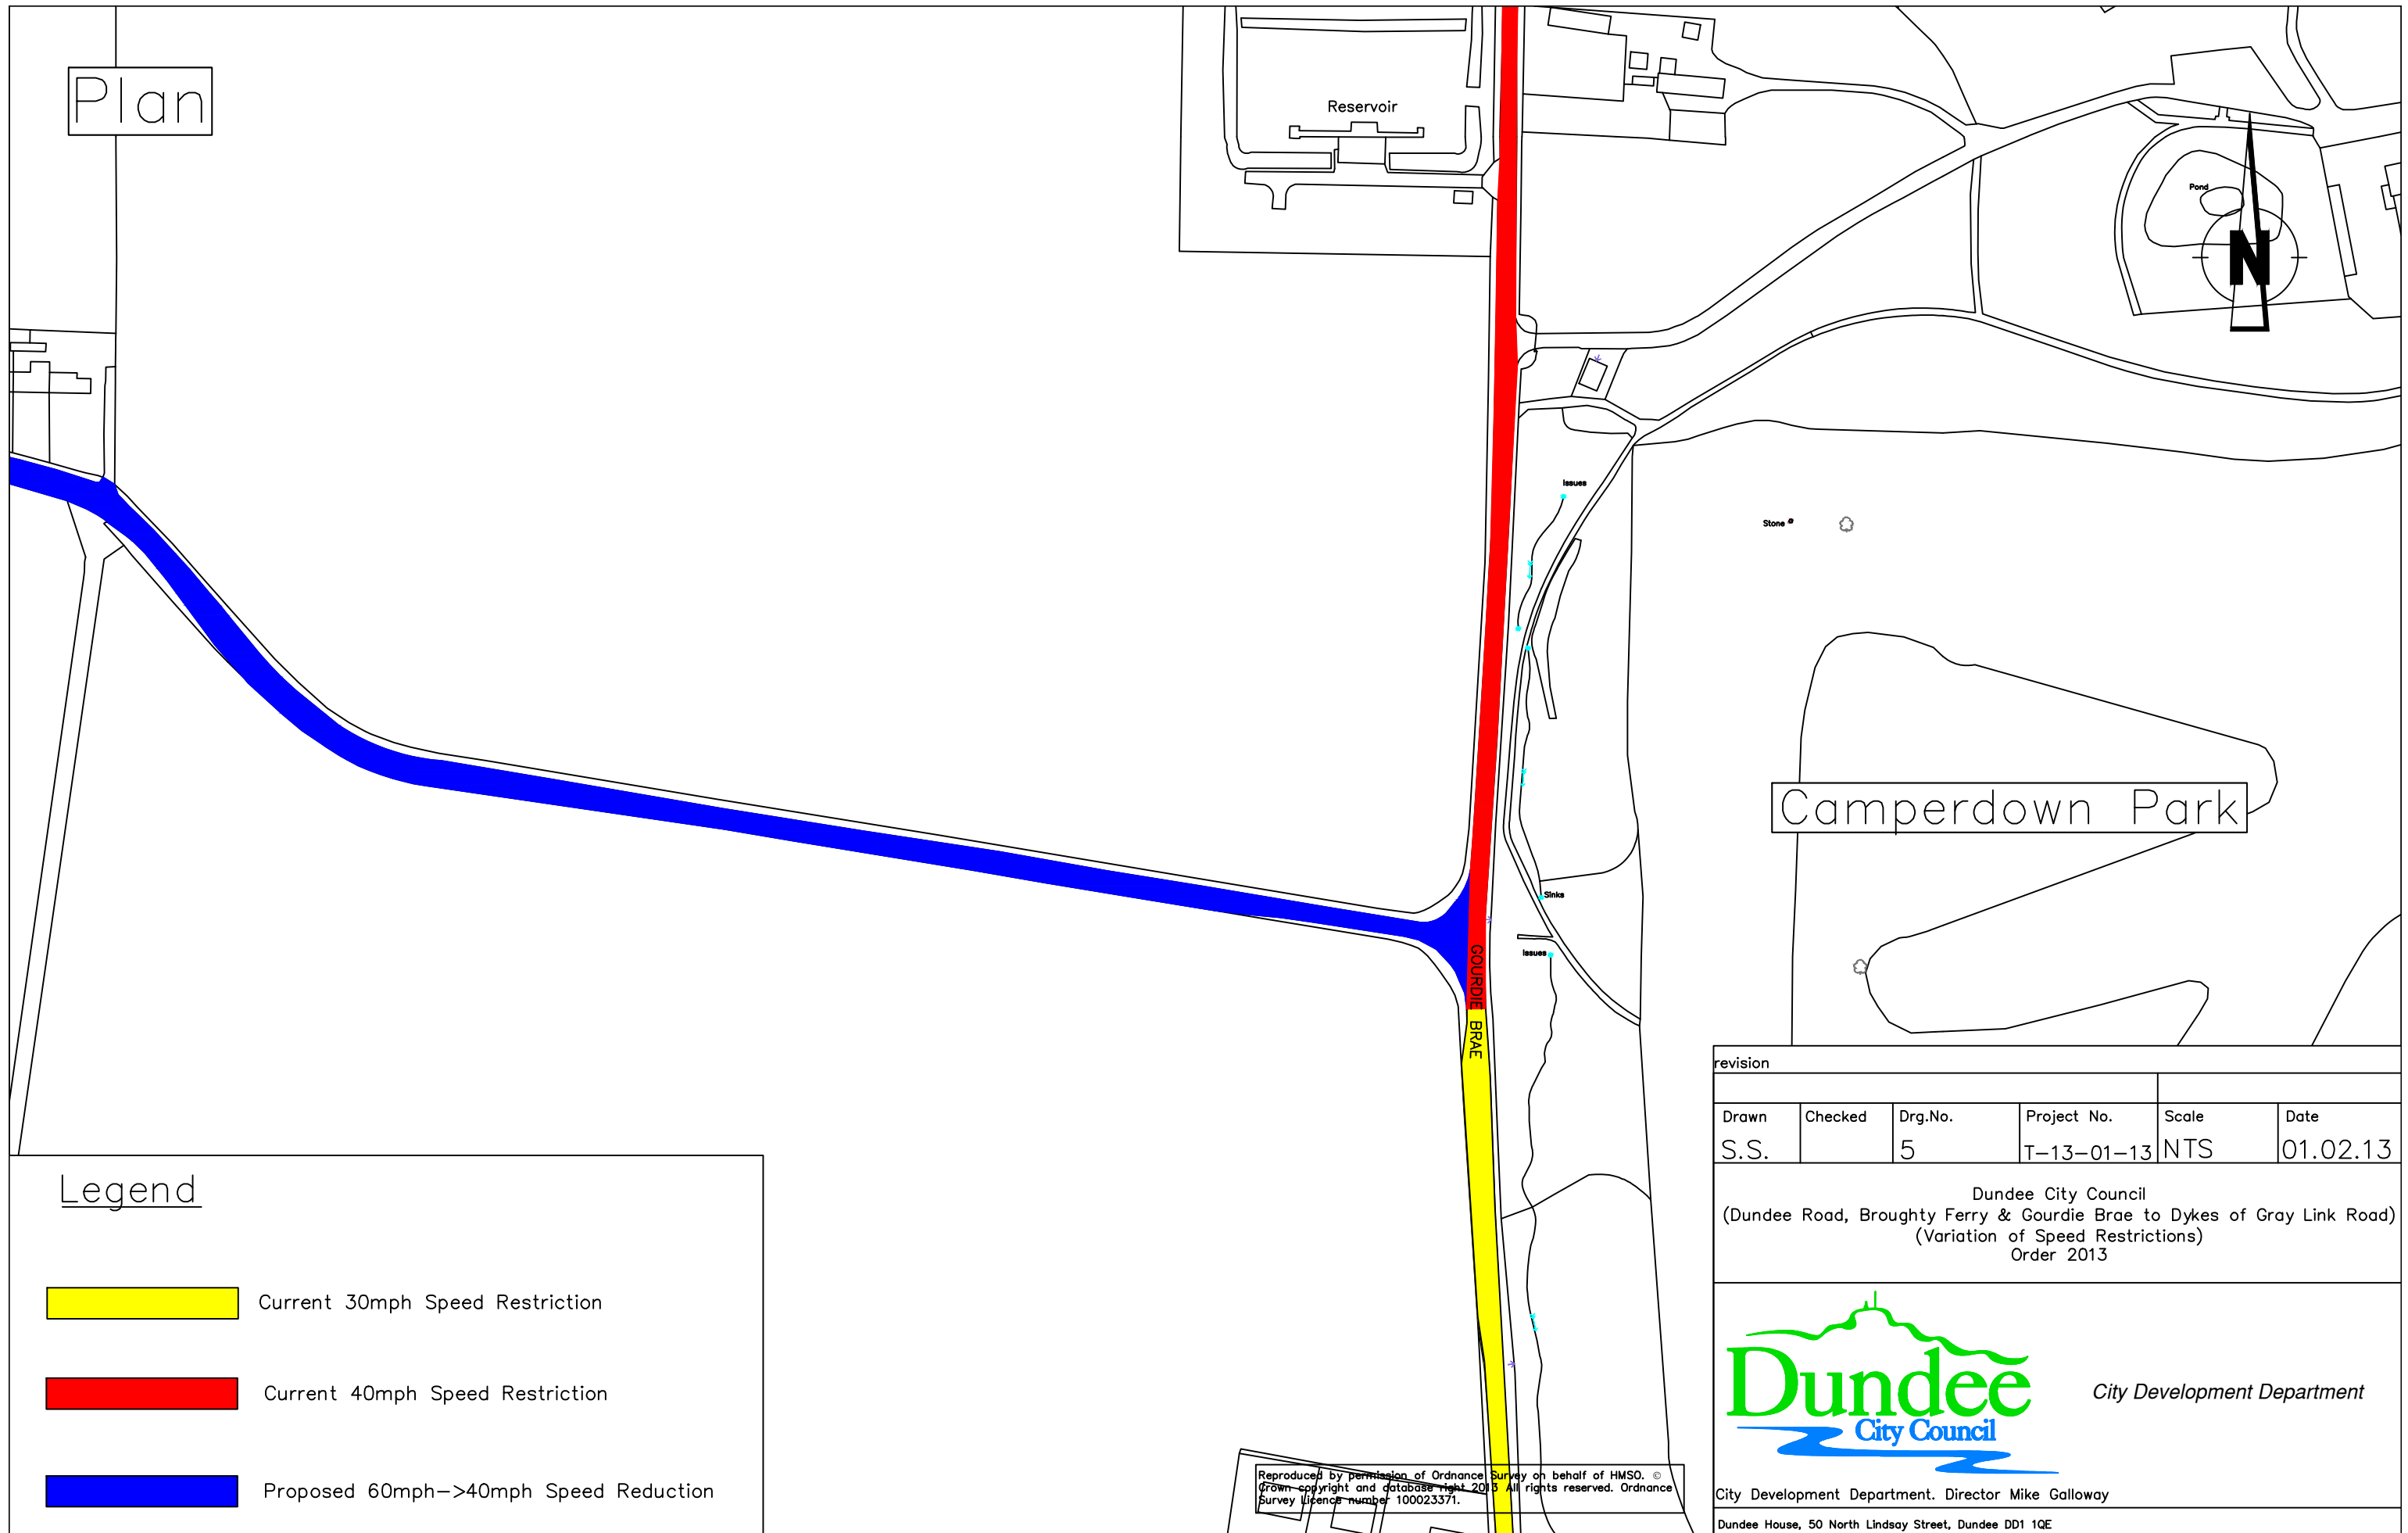 Plan
Reservoir
Pond
N
Issues
Stone
Camperdown Park
Sinks
Issues
GOURDIE BRAE
revision
Drawn
Checked
Drg.No.
Project No.
Scale
Date
S.S.
5
T-13-01-13
NTS
01.02.13
Dundee City Council
(Dundee Road, Broughty Ferry & Gourdie Brae to Dykes of Gray Link Road)
(Variation of Speed Restrictions)
Order 2013
Dundee
City Council
City Development Department
City Development Department. Director Mike Galloway
Dundee House, 50 North Lindsay Street, Dundee DD1 1QE
Legend
Current 30mph Speed Restriction
Current 40mph Speed Restriction
Proposed 60mph->40mph Speed Reduction
Reproduced by permission of Ordnance Survey on behalf of HMSO. ©
Crown copyright and database right 2013 All rights reserved. Ordnance
Survey Licence number 100023371.